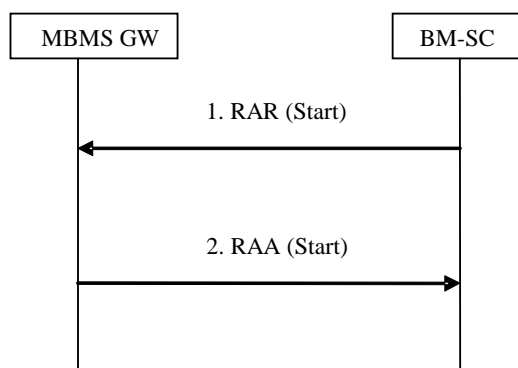 MBMS GW
BM-SC
1. RAR (Start)
2. RAA (Start)